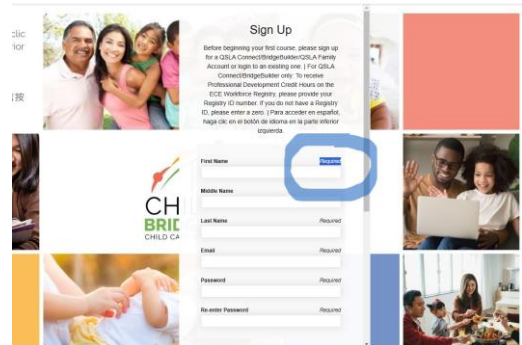 clic
ior
按
Sign Up
Before beginning your first course, please sign up
for a QSLA Connect/BridgeBuilder/QSLA Family
Account or login to an existing one. | For QSLA
Connect/BridgeBuilder only: To receive
Professional Development Credit Hours on the
ECE Workforce Registry, please provide your
Registry ID number. If you do not have a Registry
ID, please enter a zero. | Para acceder en español,
haga clic en el botón de idioma en la parte inferior
izquierda.
First Name Required
Middle Name
CH
BRID
CHILD CA
Last Name Required
Email Required
Password Required
Re-enter Password Required